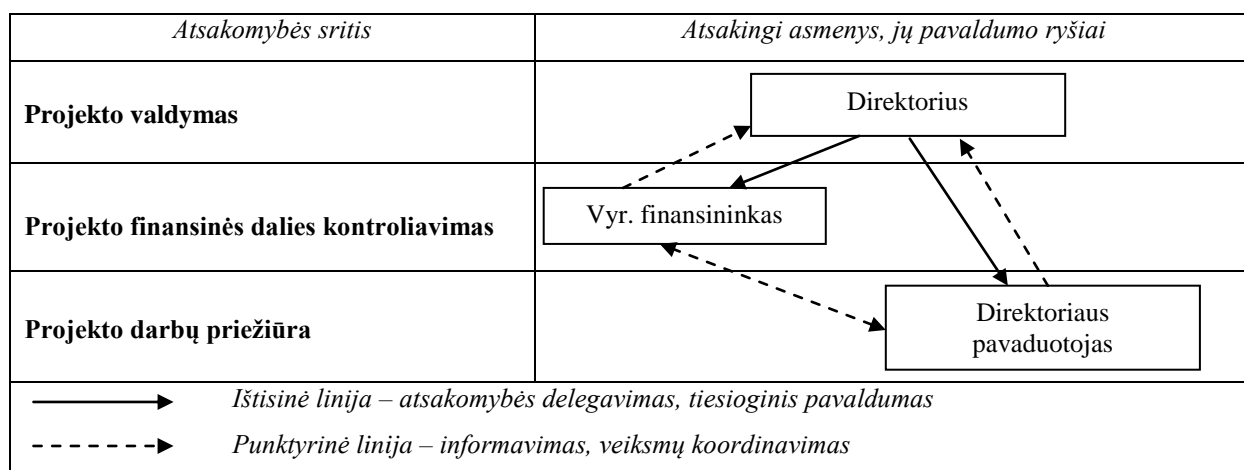 Atsakomybės sritis
Atsakingi asmenys, jų pavaldumo ryšiai
Projekto valdymas
Direktorius
Projekto finansinės dalies kontroliavimas
Vyr. finansininkas
Projekto darbų priežiūra
Direktoriaus
pavaduotojas
Ištisinė linija – atsakomybės delegavimas, tiesioginis pavaldumas
Punktyrinė linija – informavimas, veiksmų koordinavimas